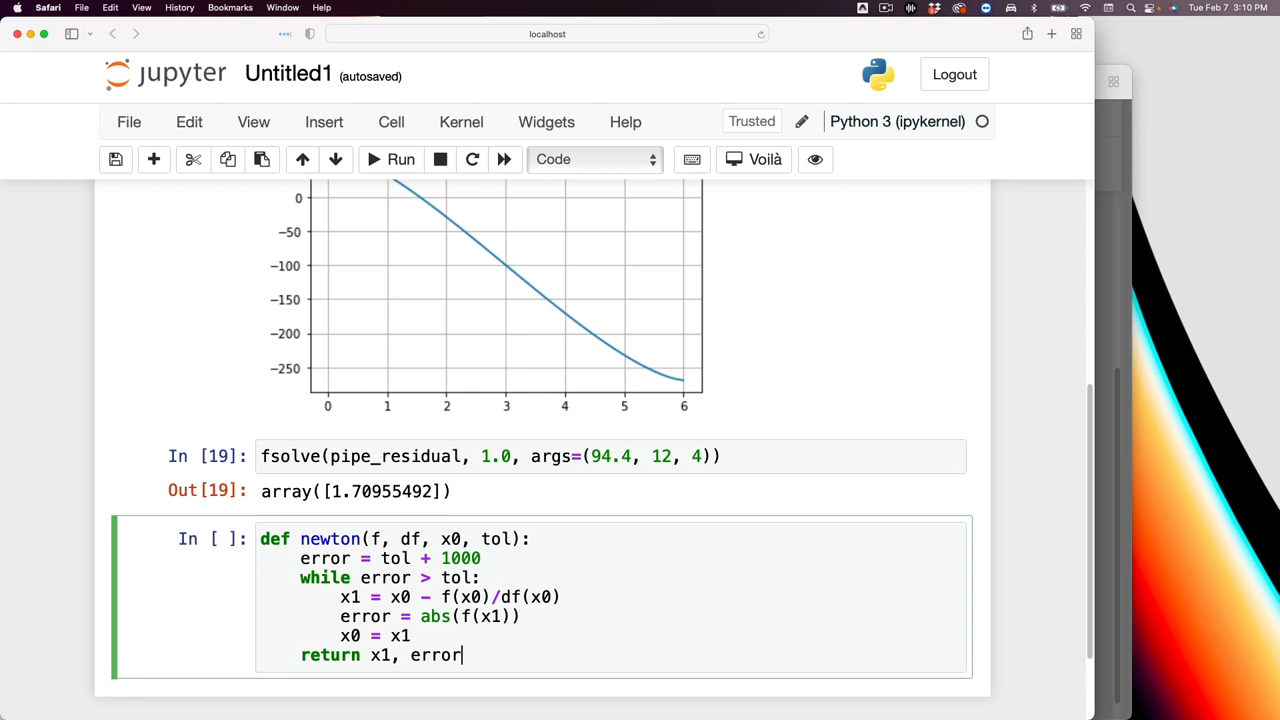 Safari File Edit View History Bookmarks Window Help Tue Feb 7 3:10 PM
localhost
jupyter Untitled1 (autosaved) Logout
File Edit View Insert Cell Kernel Widgets Help Trusted Python 3 (ipykernel)
Run Code Voilà
0
−50
−100
−150
−200
−250
0 1 2 3 4 5 6
In [19]: fsolve(pipe_residual, 1.0, args=(94.4, 12, 4))
Out[19]: array([1.70955492])
In [ ]: def newton(f, df, x0, tol):
error = tol + 1000
while error > tol:
x1 = x0 - f(x0)/df(x0)
error = abs(f(x1))
x0 = x1
return x1, error